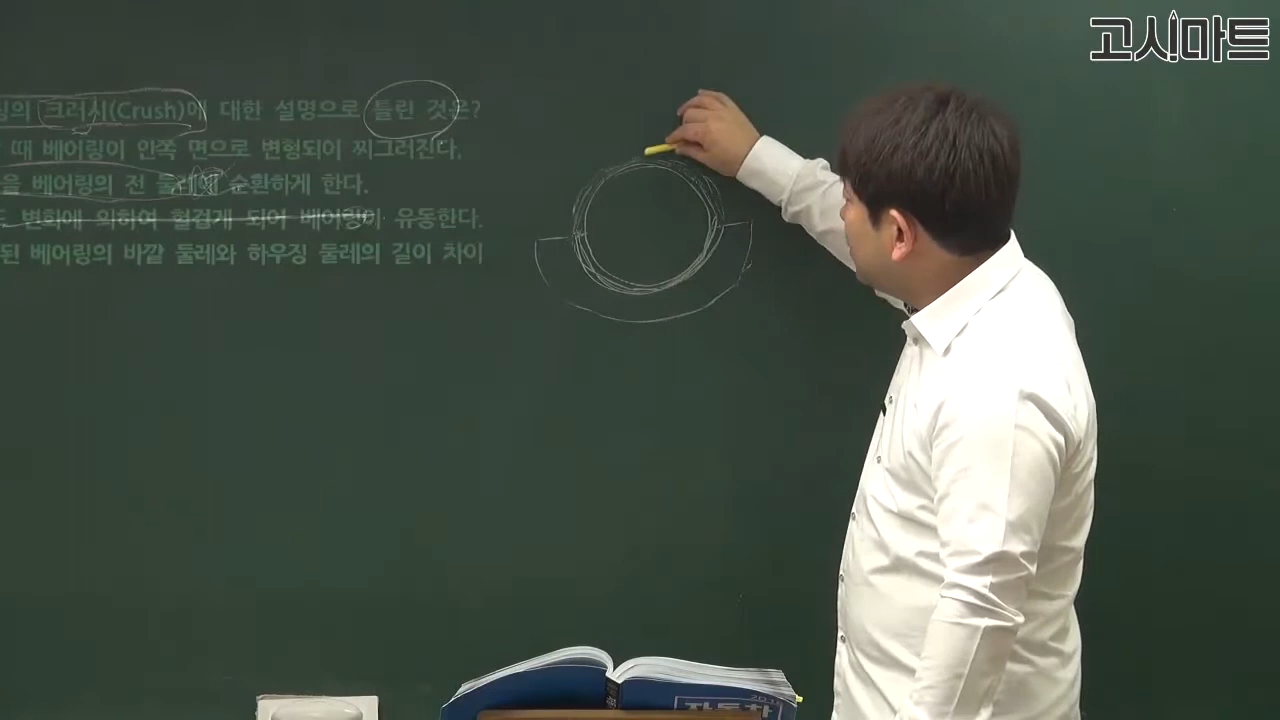 고시마트
의 크러시(Crush)에 대한 설명으로 틀린 것은?
때 베어링이 안쪽 면으로 변형되어 찌그러진다.
을 베어링의 전 둘레에 순환하게 한다.
변화에 의하여 헐겁게 되어 베어링이 유동한다.
된 베어링의 바깥 둘레와 하우징 둘레의 길이 차이
자동차